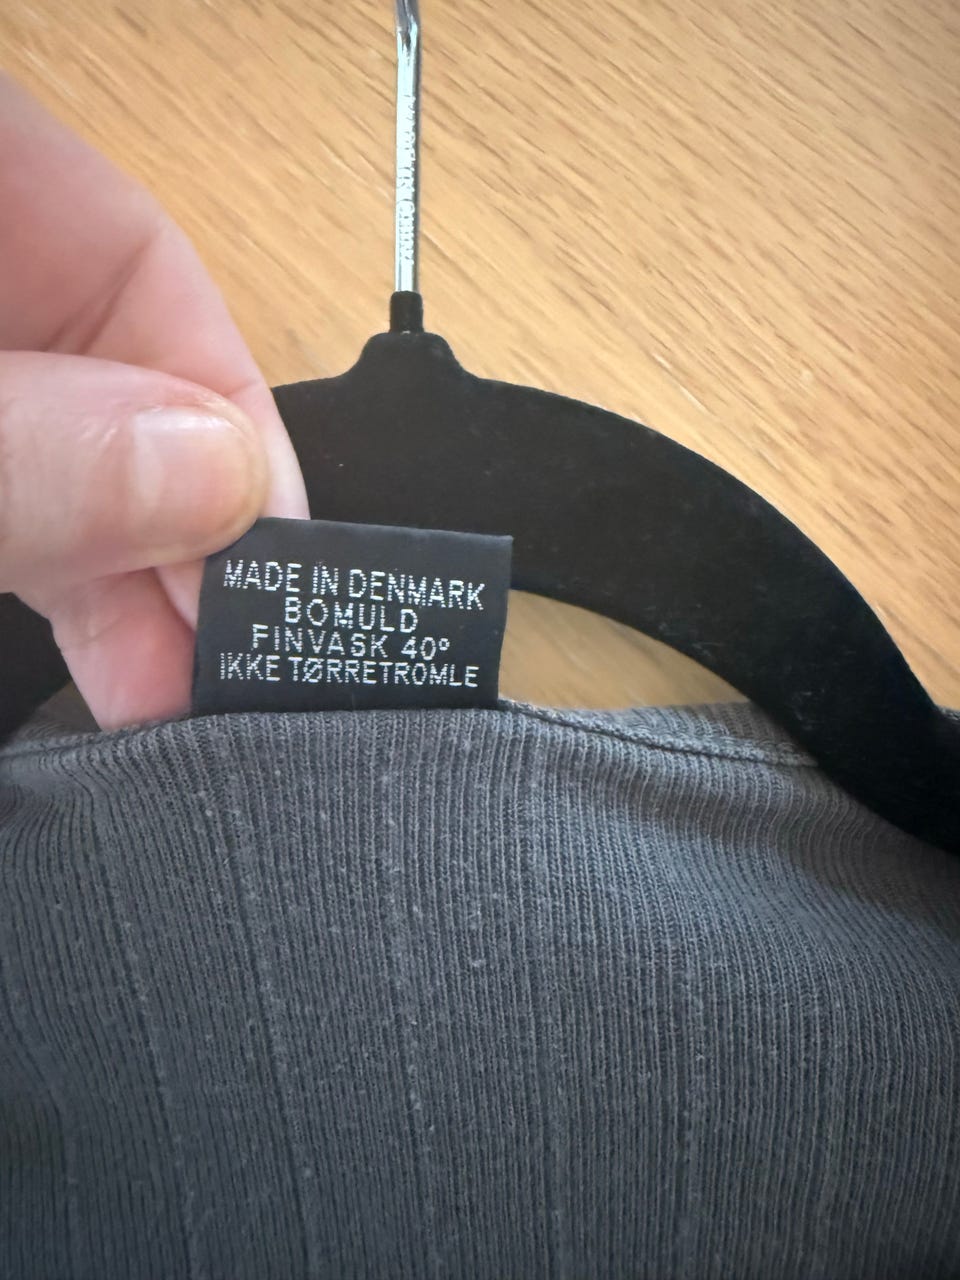 MADE IN DENMARK
BOMULD
FINVASK 40°
IKKE TØRRETROMLE